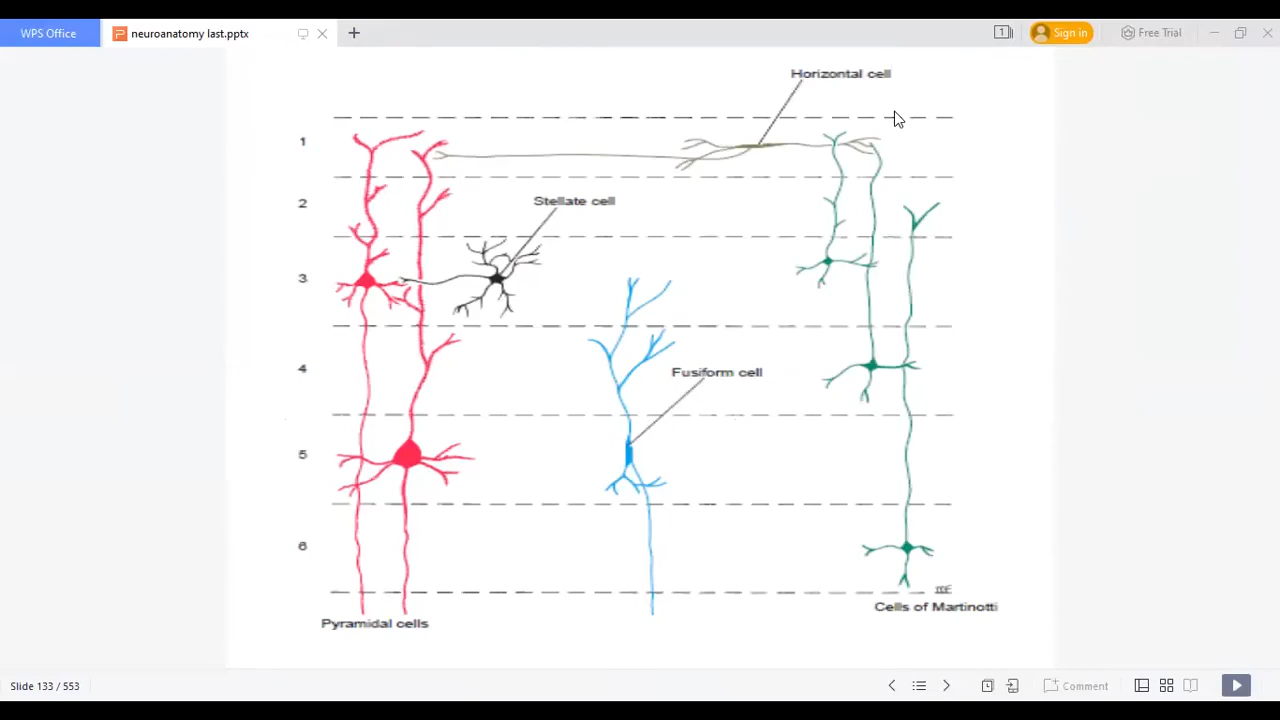 WPS Office
neuroanatomy last.pptx
1
Sign in
Free Trial
Horizontal cell
1
2
Stellate cell
3
4
Fusiform cell
5
6
Cells of Martinotti
Pyramidal cells
Slide 133 / 553
Comment